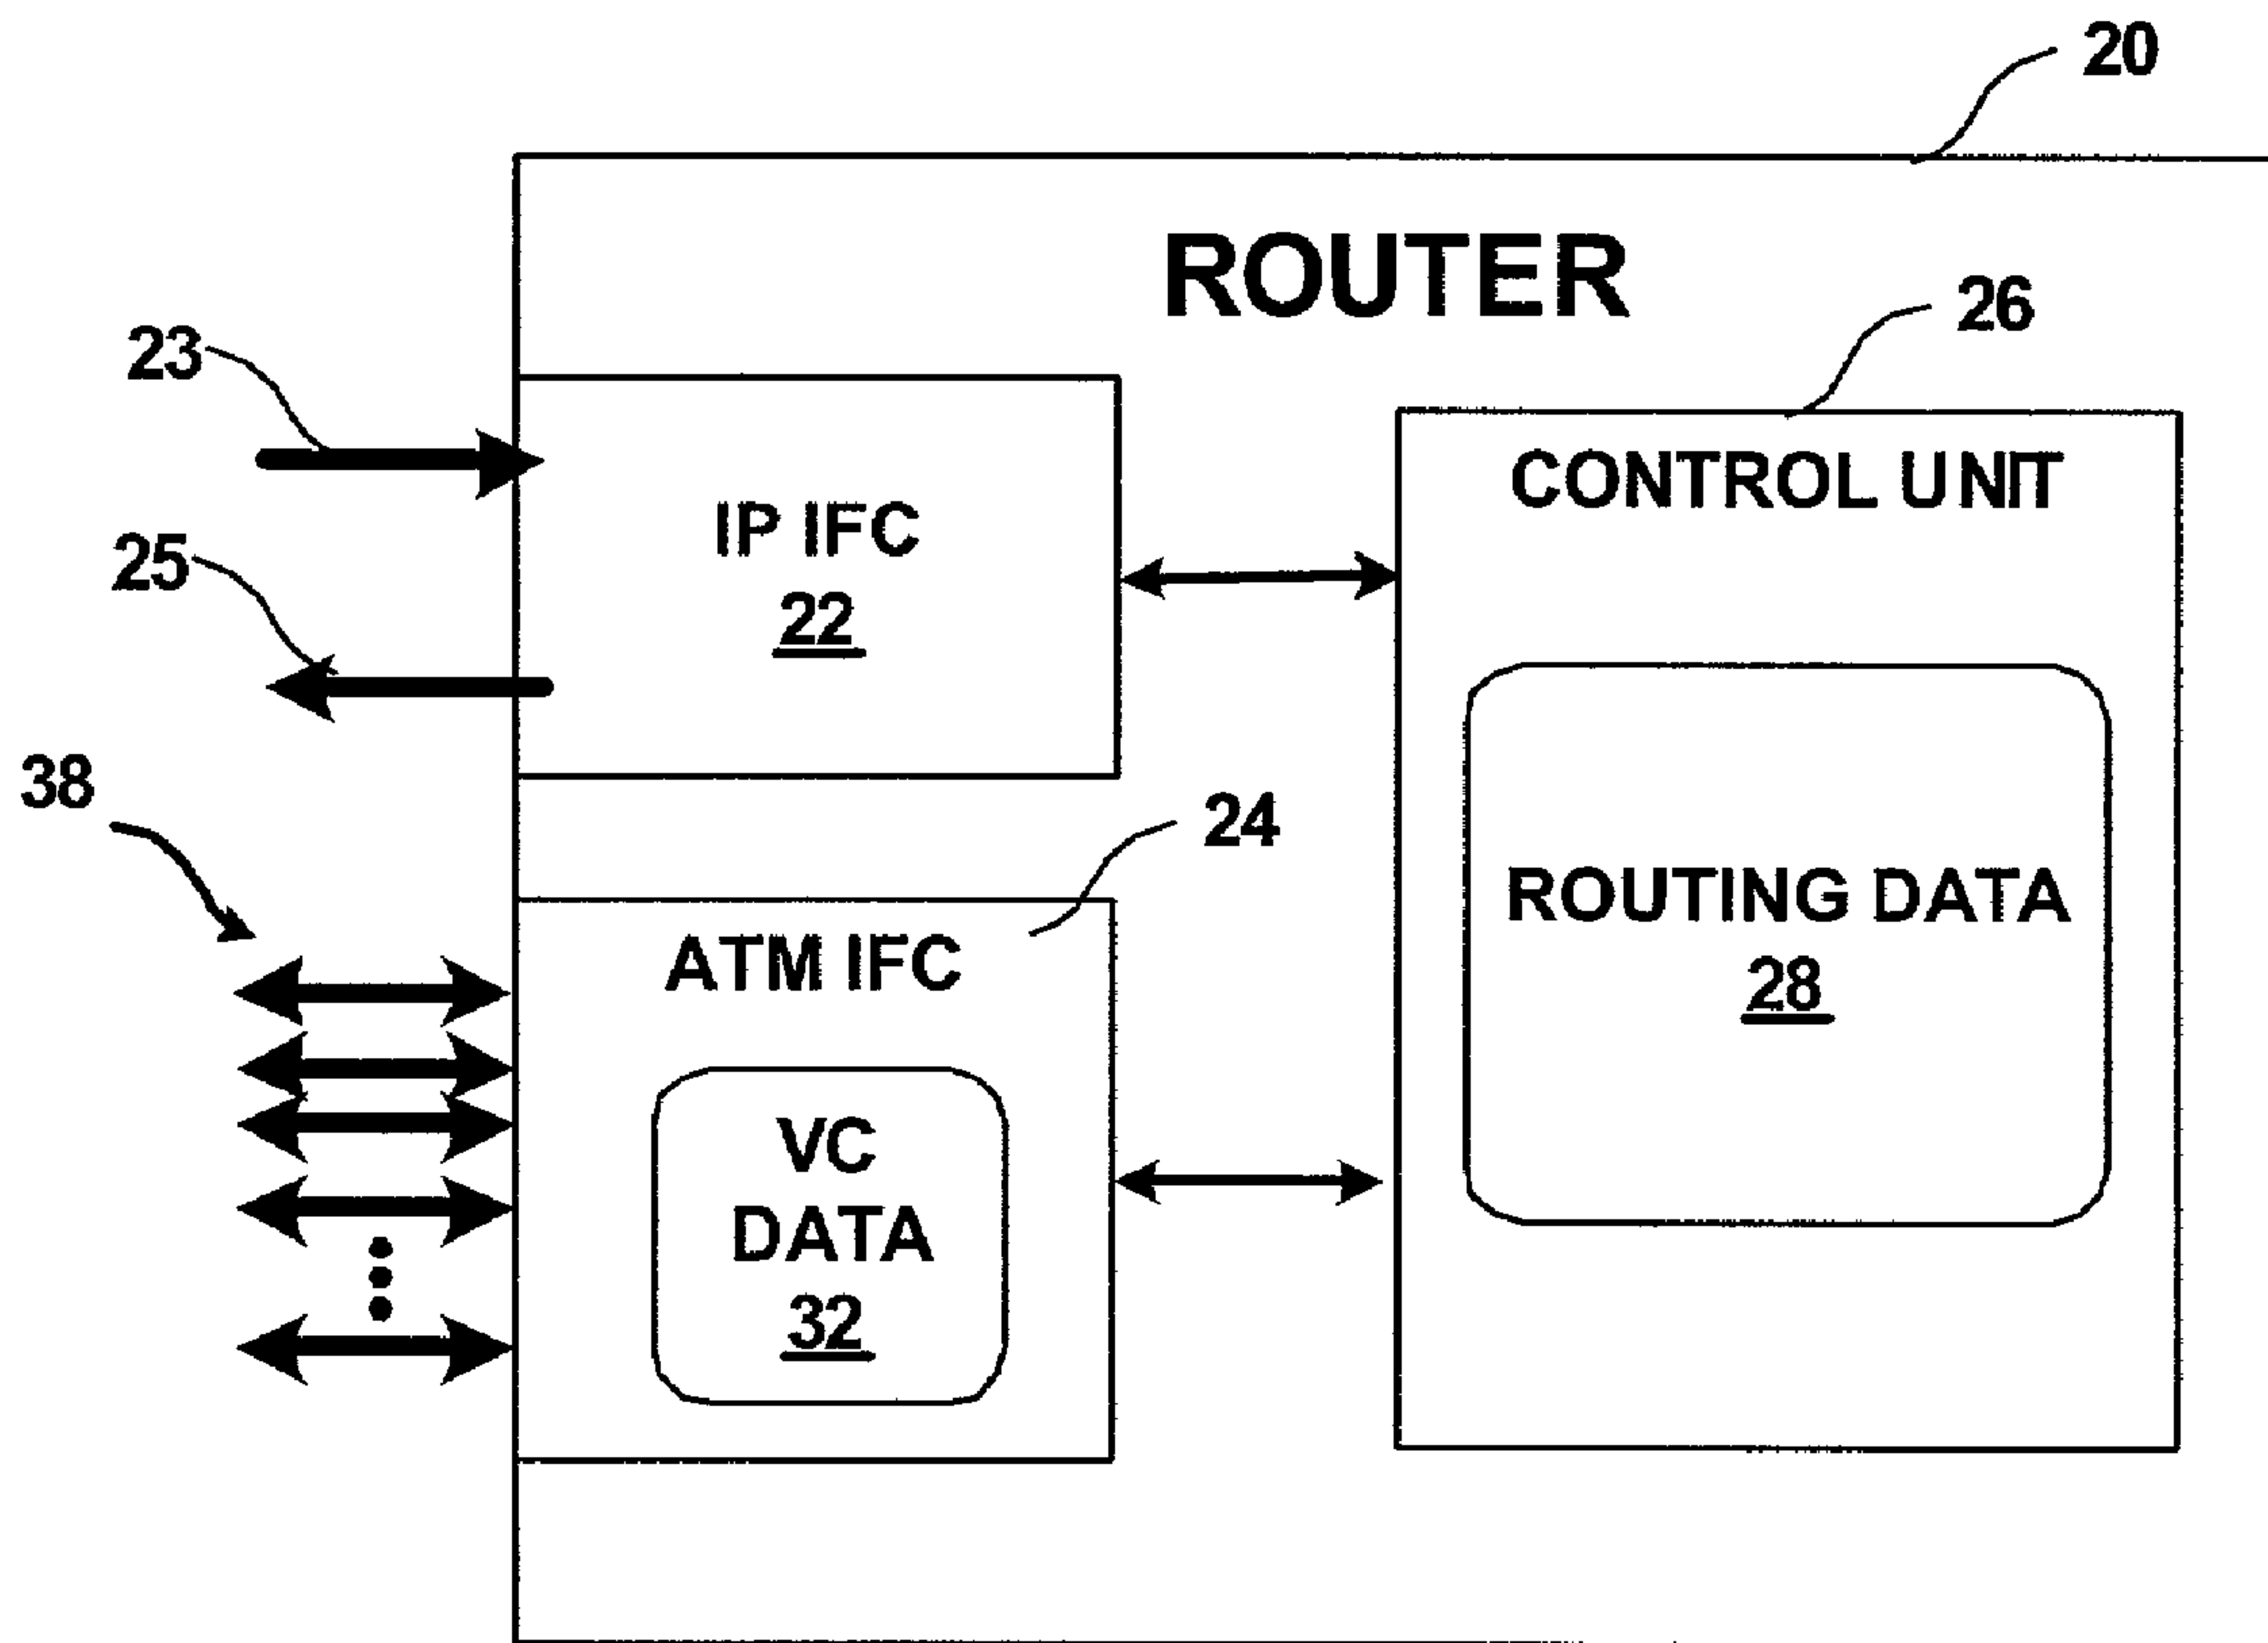 20
ROUTER
26
23
CONTROL UNIT
IP IFC
22
25
38
24
ROUTING DATA
28
ATM IFC
VC
DATA
32